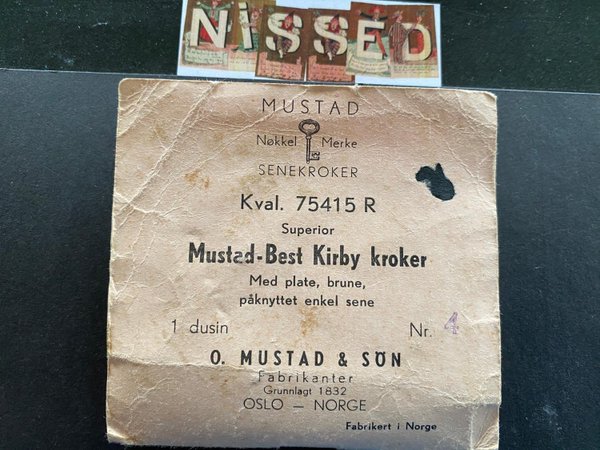 NISSED
MUSTAD
Nøkkel Merke
SENEKROKER
Kval. 75415 R
Superior
Mustad-Best Kirby kroker
Med plate, brune,
påknyttet enkel sene
1 dusin Nr. 4
O. MUSTAD & SÖN
Fabrikanter
Grunnlagt 1832
OSLO — NORGE
Fabrikert i Norge